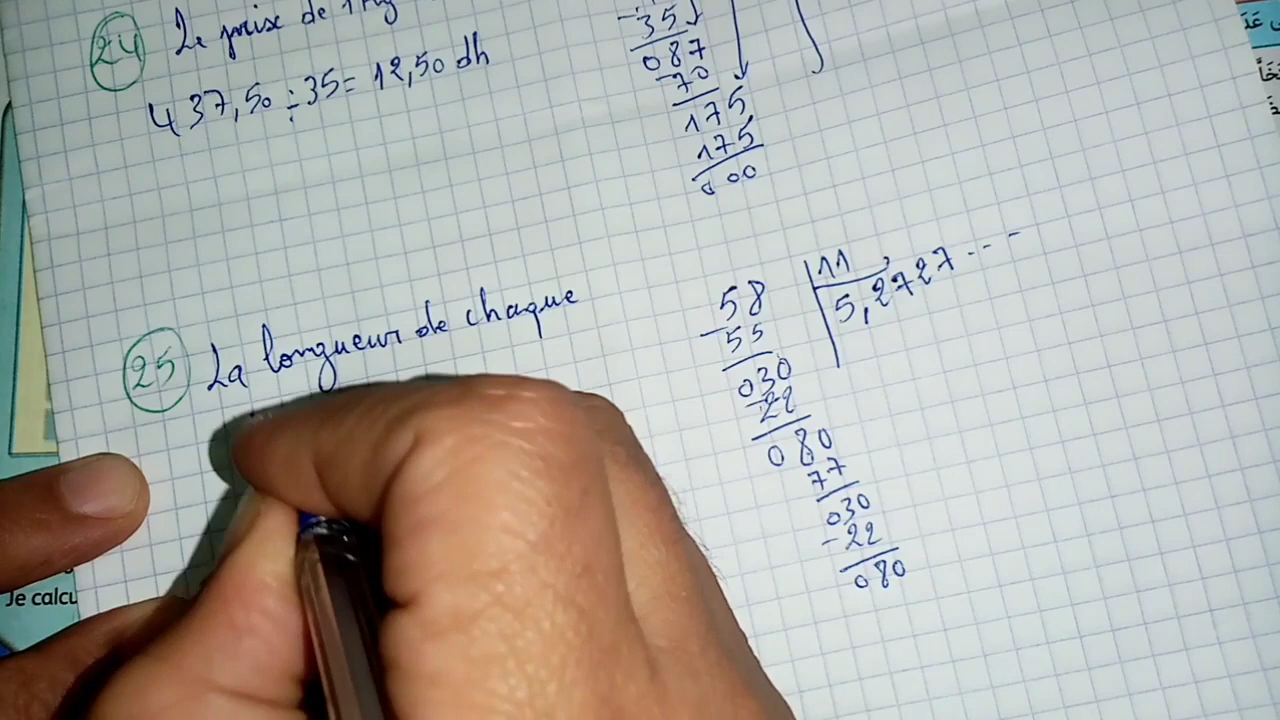 24 Le prix de 1 Kg
437,50 ÷ 35 = 12,50 dh
- 35
087
- 70
175
175
000
25 La longueur de chaque
58 11
- 55 5,2727 ---
030
- 22
080
77
030
- 22
080
Je calcu